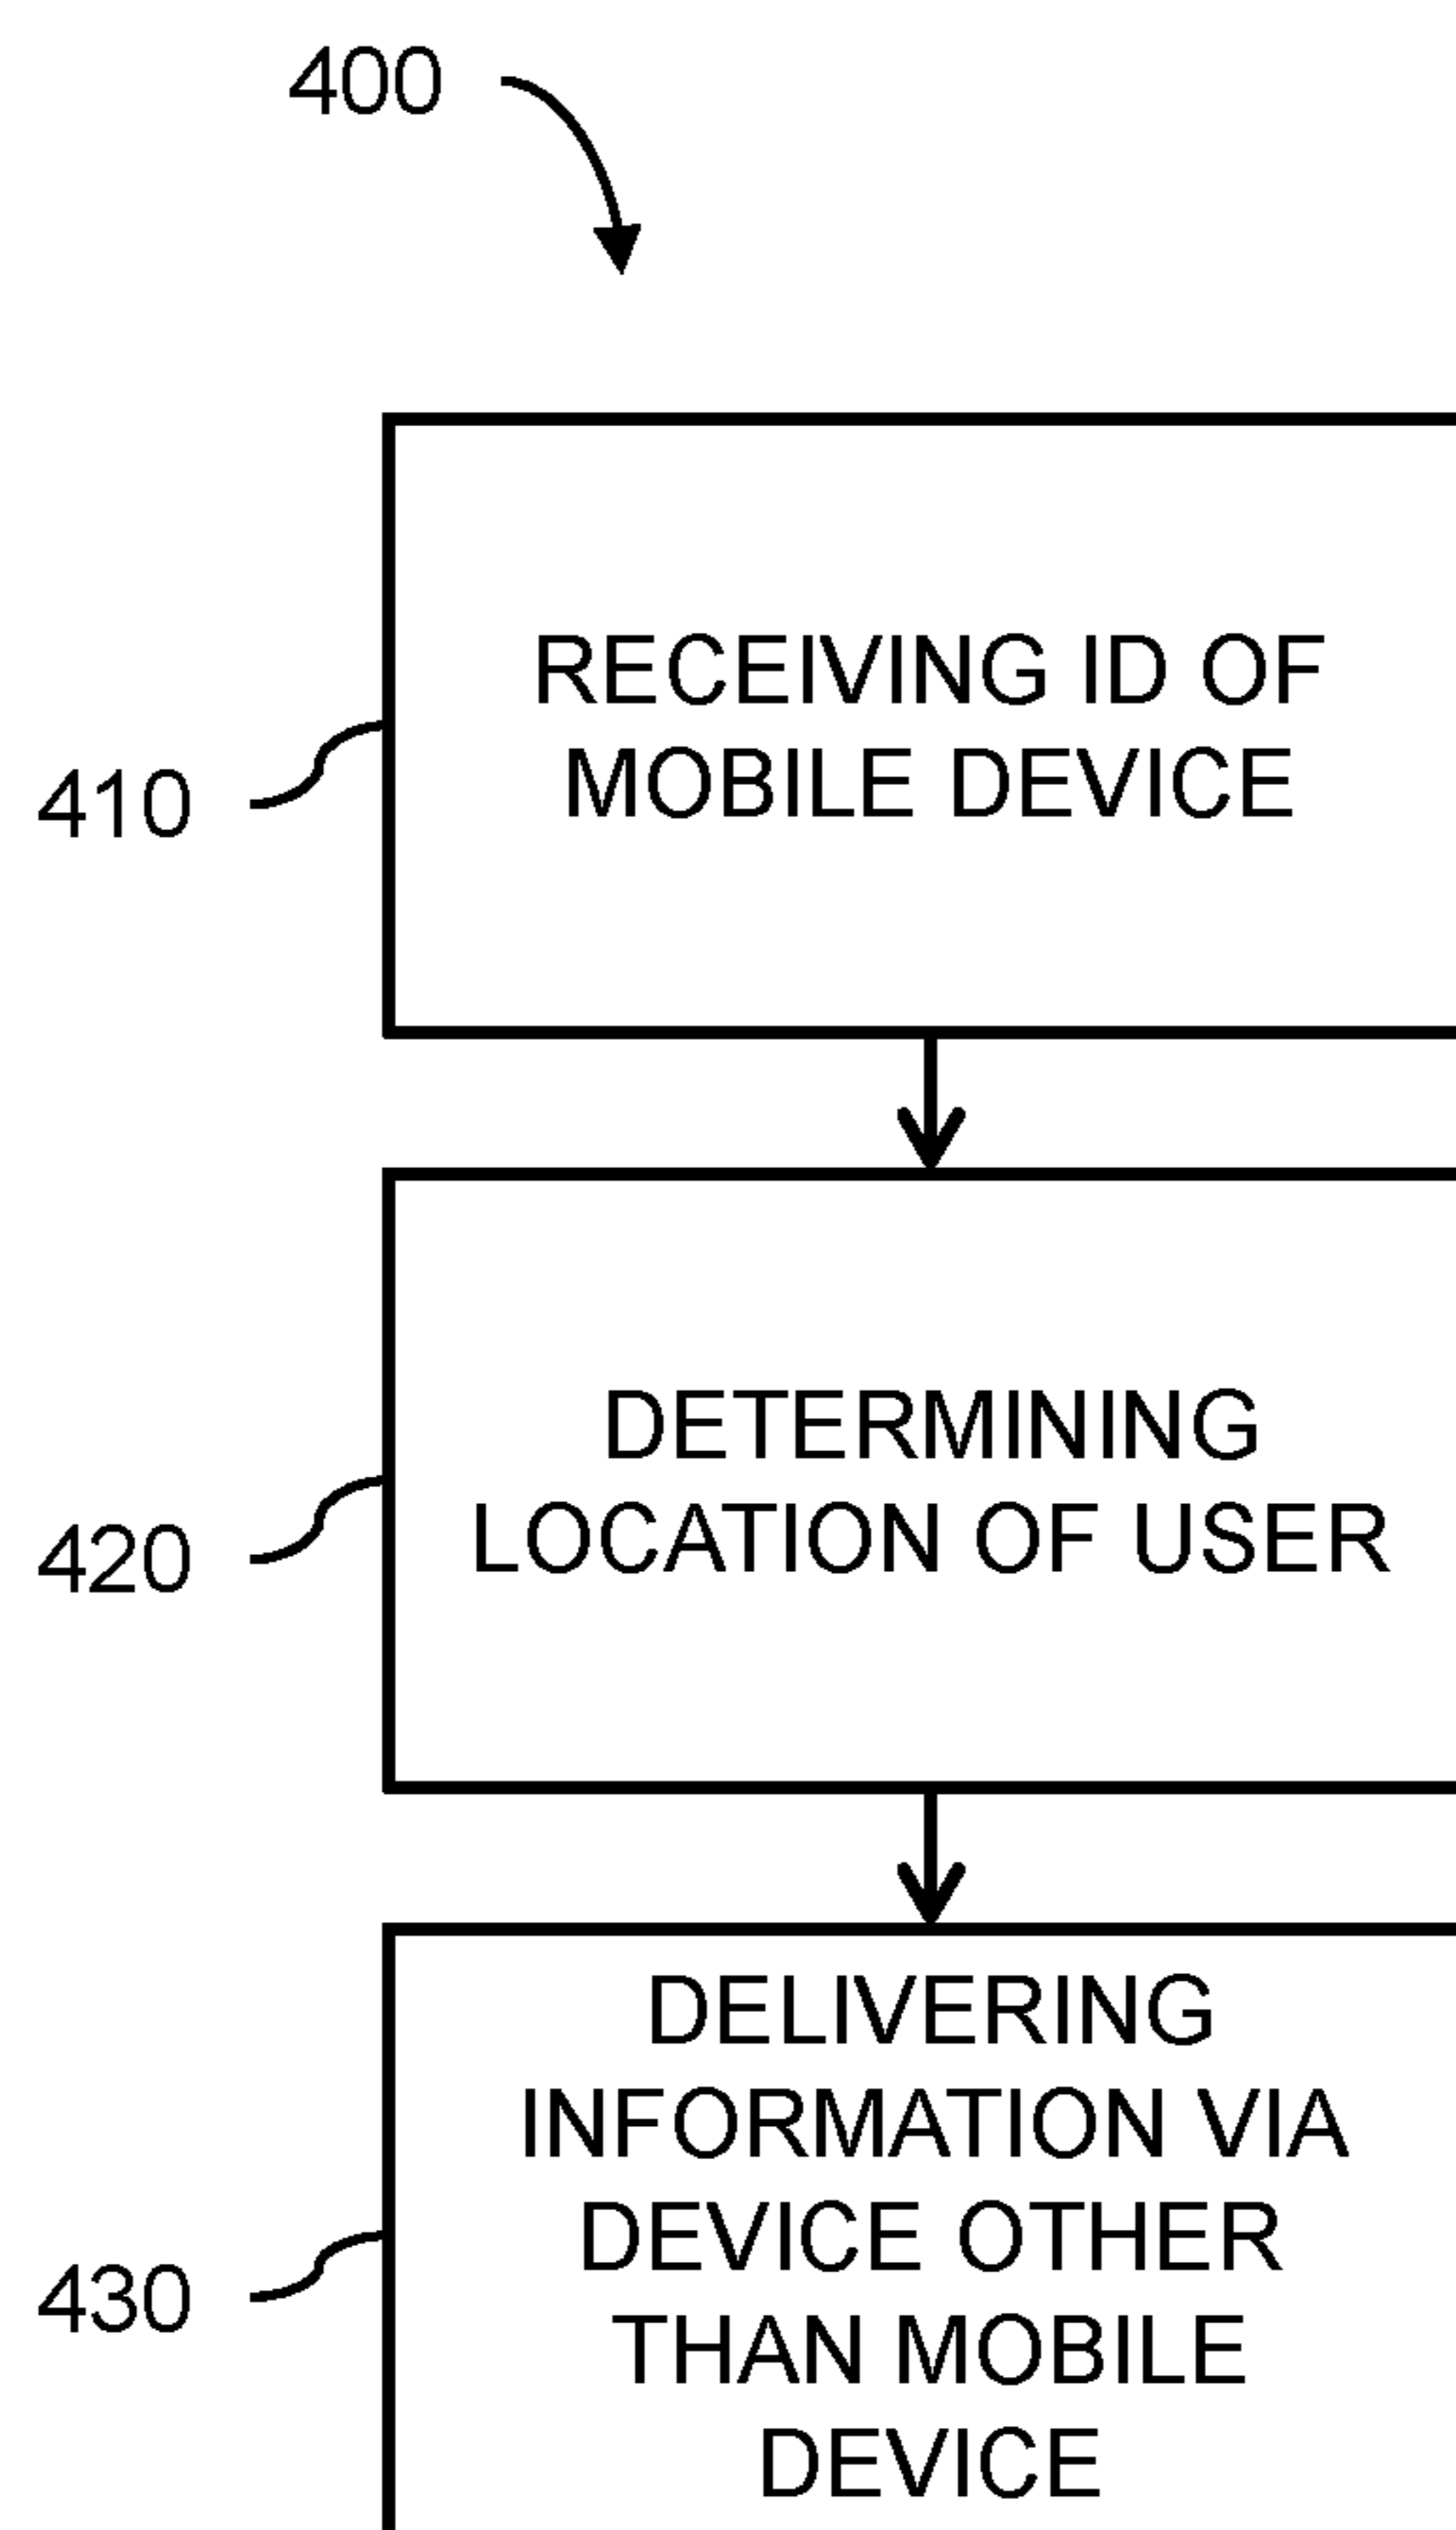 400
RECEIVING ID OF
MOBILE DEVICE
410
DETERMINING
LOCATION OF USER
420
DELIVERING
INFORMATION VIA
DEVICE OTHER
THAN MOBILE
DEVICE
430